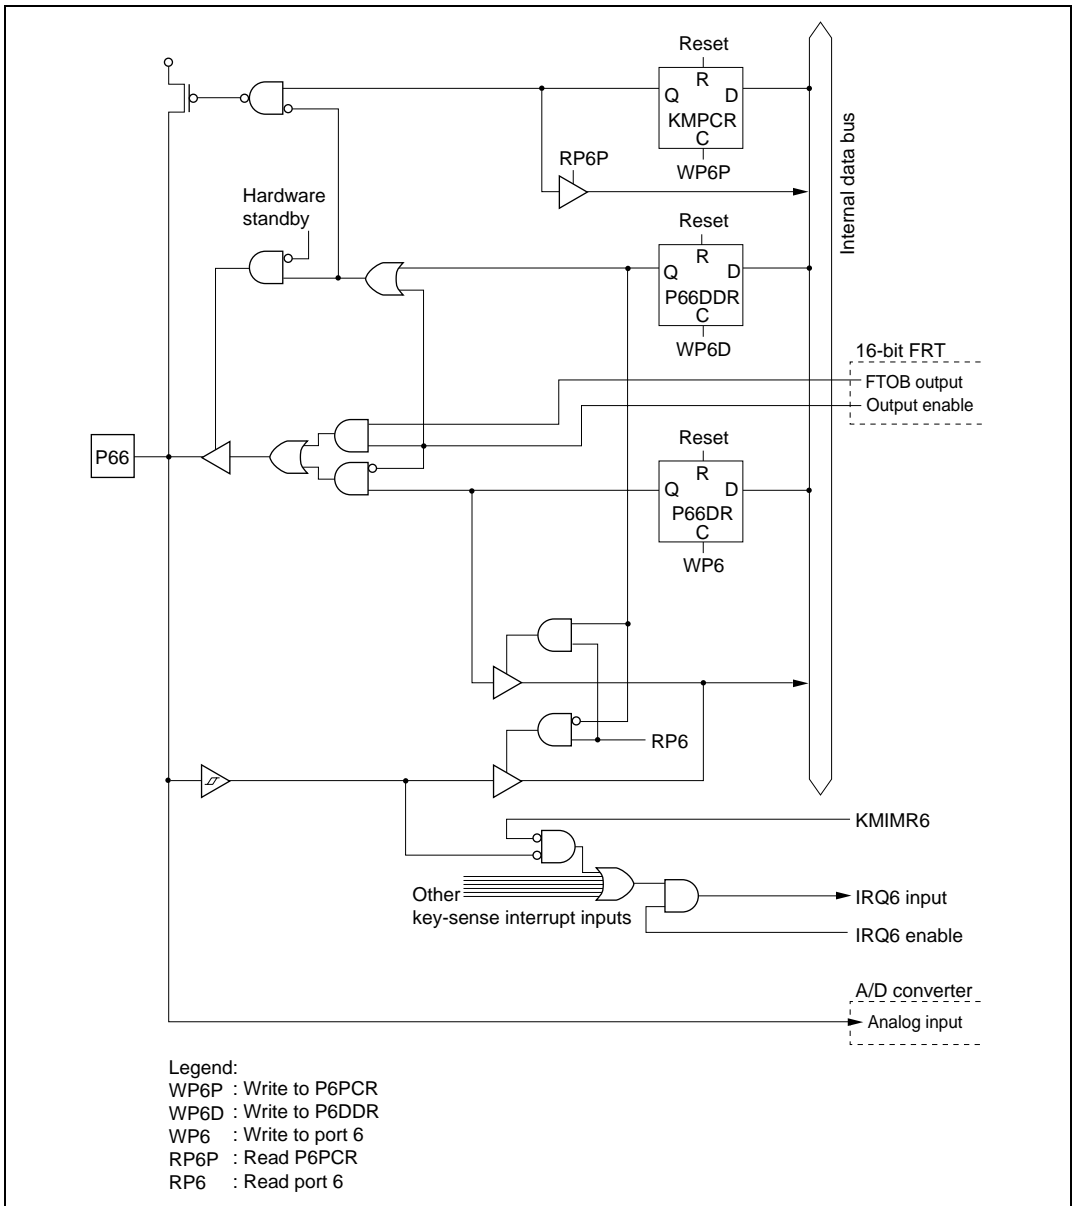 Reset
R
Q D
KMPCR
C
WP6P
RP6P
Internal data bus
Hardware
standby
Reset
R
Q D
P66DDR
C
WP6D
16-bit FRT
FTOB output
Output enable
P66
Reset
R
Q D
P66DR
C
WP6
RP6
KMIMR6
Other
key-sense interrupt inputs
IRQ6 input
IRQ6 enable
A/D converter
Analog input
Legend:
WP6P : Write to P6PCR
WP6D : Write to P6DDR
WP6 : Write to port 6
RP6P : Read P6PCR
RP6 : Read port 6